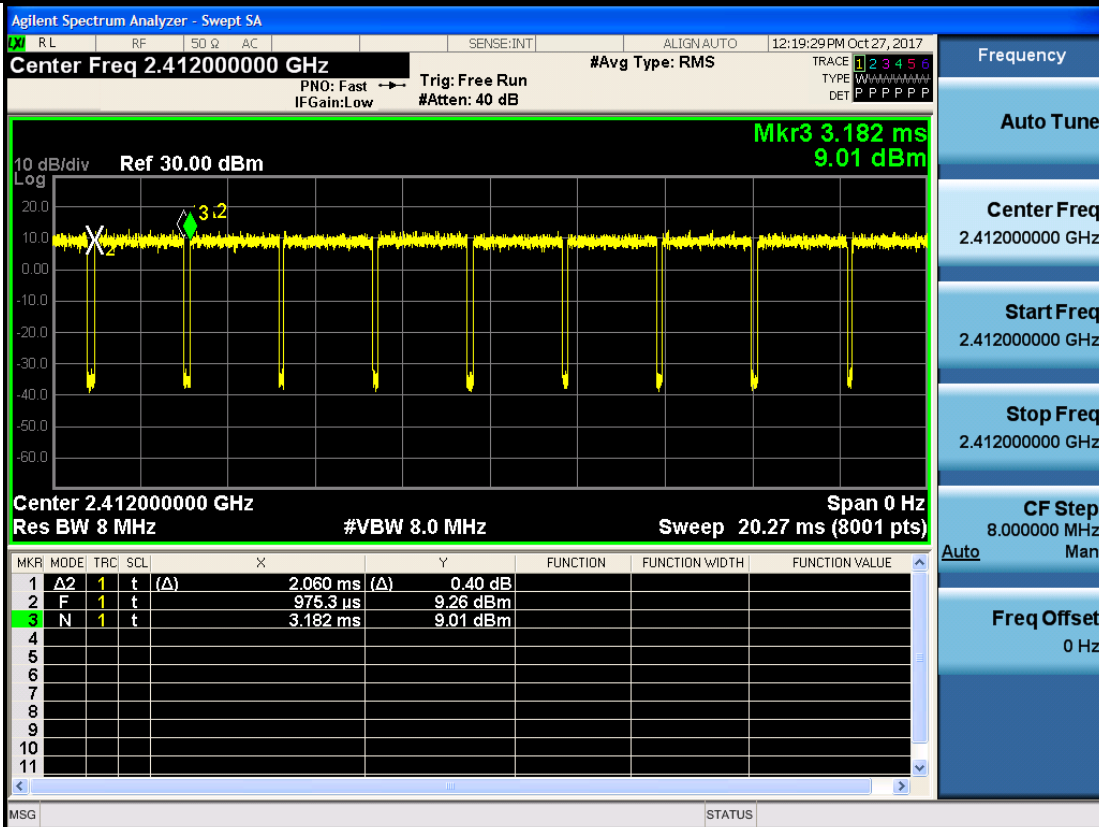 Agilent Spectrum Analyzer - Swept SA
LXI RL RF 50 Ω AC SENSE:INT ALIGN AUTO 12:19:29 PM Oct 27, 2017
Center Freq 2.412000000 GHz #Avg Type: RMS TRACE 1 2 3 4 5 6
PNO: Fast Trig: Free Run TYPE WWWWWW
IFGain:Low #Atten: 40 dB DET P P P P P P
Mkr3 3.182 ms
10 dB/div Ref 30.00 dBm 9.01 dBm
Log
20.0
10.0
0.00
-10.0
-20.0
-30.0
-40.0
-50.0
-60.0
X2
3
2
Center 2.412000000 GHz Span 0 Hz
Res BW 8 MHz #VBW 8.0 MHz Sweep 20.27 ms (8001 pts)
MKR MODE TRC SCL X Y FUNCTION FUNCTION WIDTH FUNCTION VALUE
1 Δ2 1 t (Δ) 2.060 ms (Δ) 0.40 dB
2 F 1 t 975.3 µs 9.26 dBm
3 N 1 t 3.182 ms 9.01 dBm
4
5
6
7
8
9
10
11
MSG STATUS
Frequency
Auto Tune
Center Freq
2.412000000 GHz
Start Freq
2.412000000 GHz
Stop Freq
2.412000000 GHz
CF Step
8.000000 MHz
Auto Man
Freq Offset
0 Hz